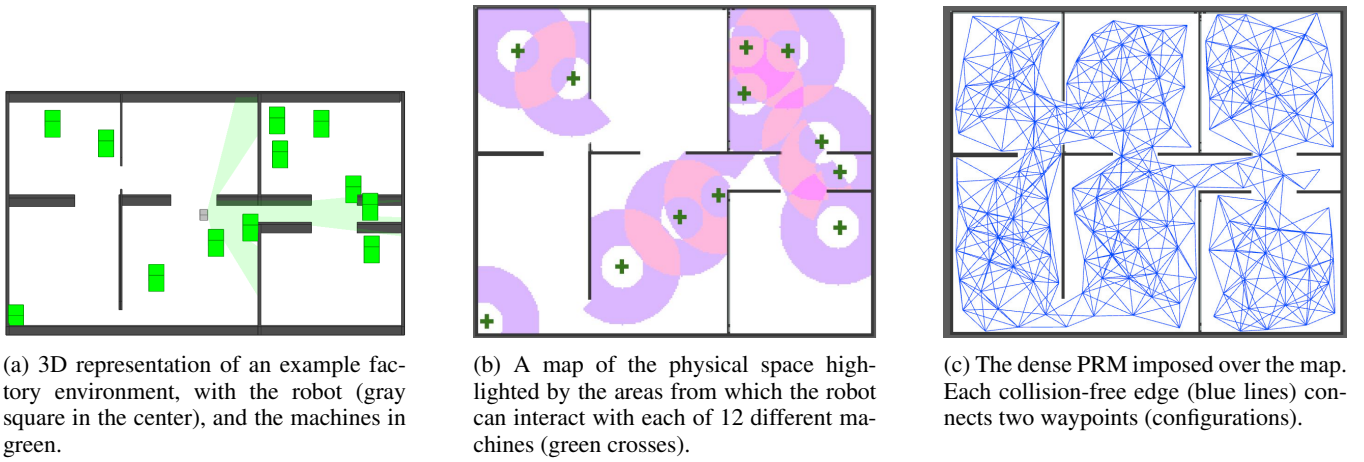 (a) 3D representation of an example fac-
tory environment, with the robot (gray
square in the center), and the machines in
green.
(b) A map of the physical space high-
lighted by the areas from which the robot
can interact with each of 12 different ma-
chines (green crosses).
(c) The dense PRM imposed over the map.
Each collision-free edge (blue lines) con-
nects two waypoints (configurations).